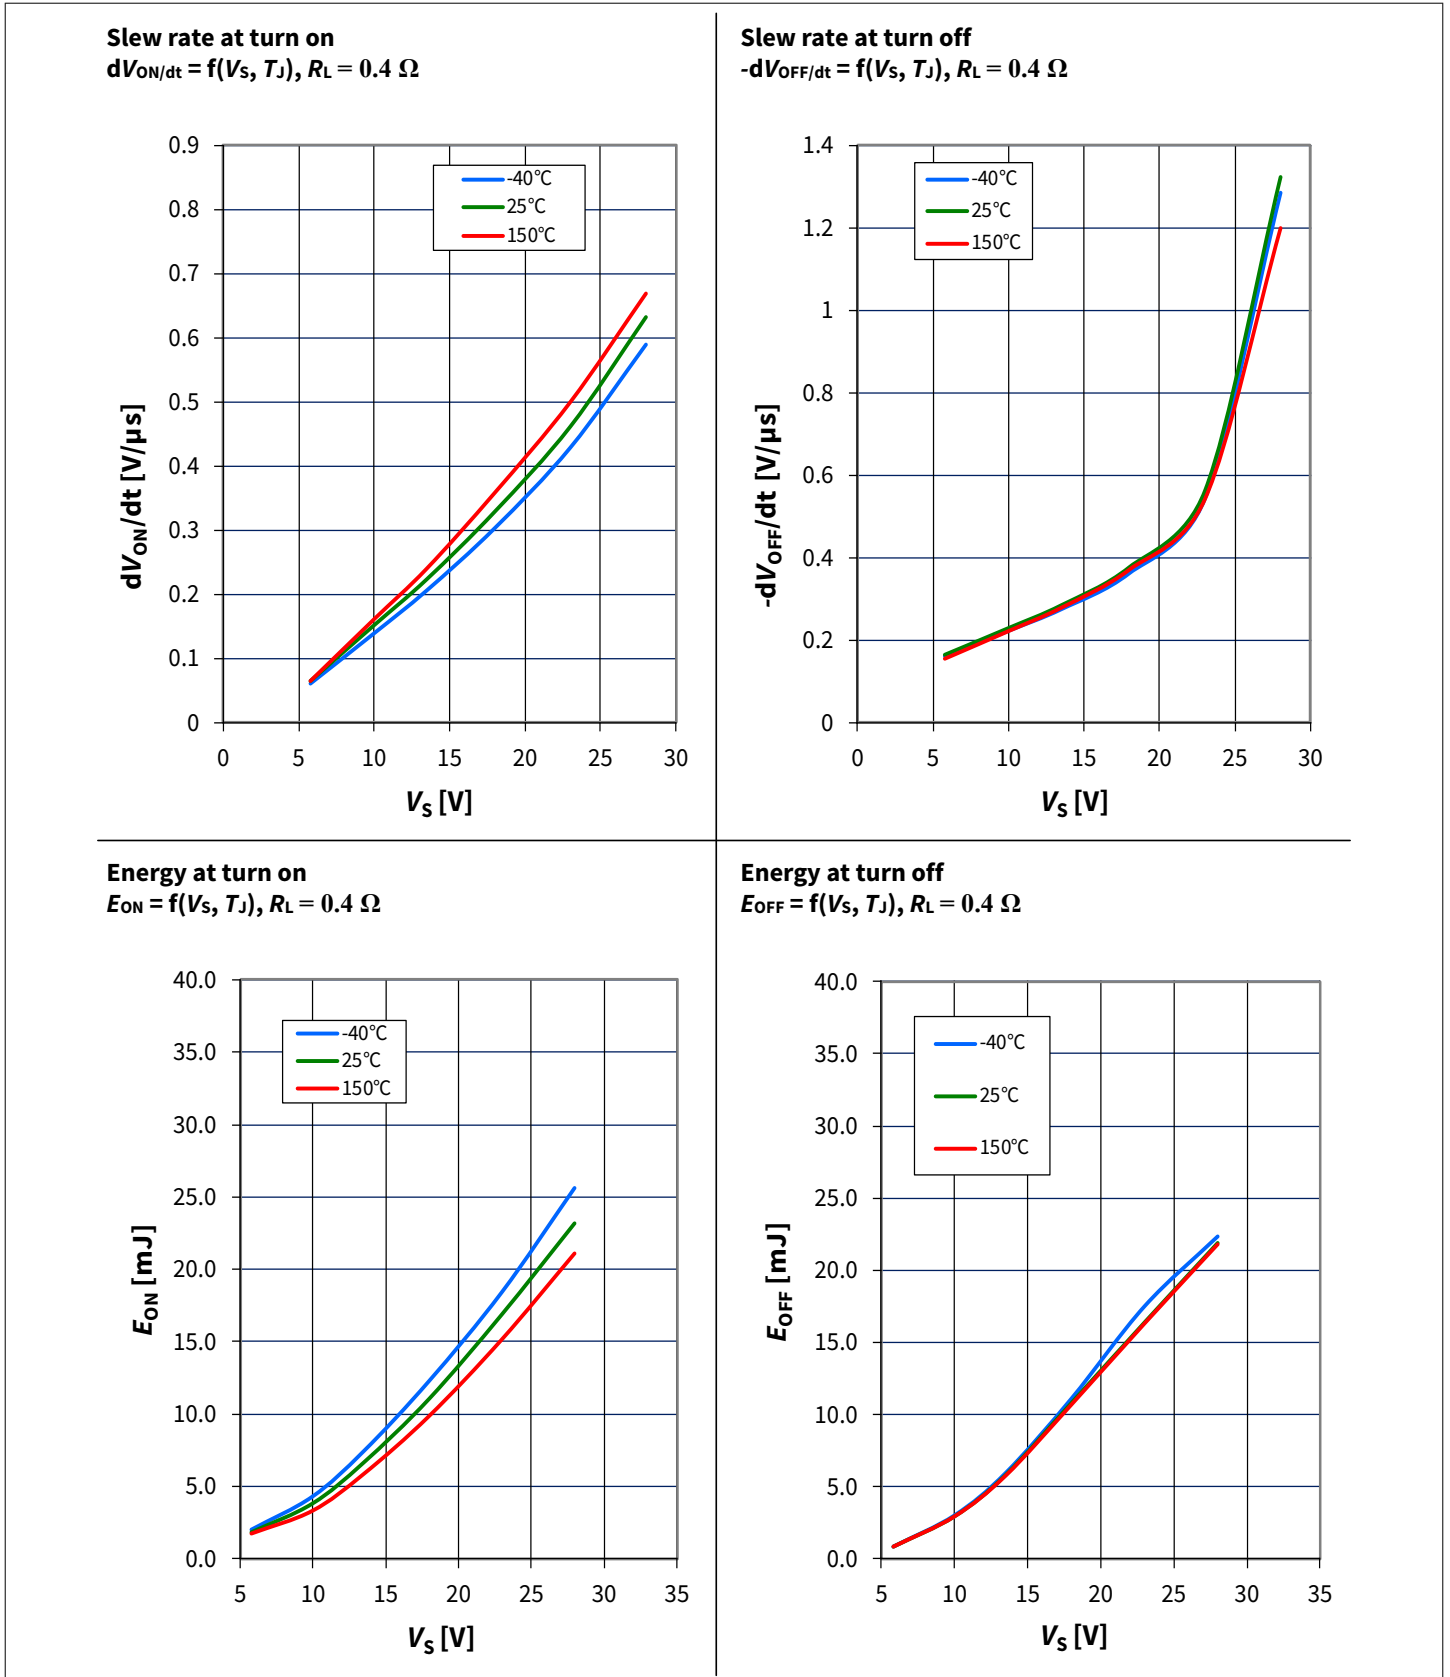 Slew rate at turn on
dVON/dt = f(VS, TJ), RL = 0.4 Ω
0.9
0.8
0.7
0.6
0.5
0.4
0.3
0.2
0.1
0
-40°C
25°C
150°C
dVON/dt [V/µs]
0 5 10 15 20 25 30
VS [V]
Slew rate at turn off
-dVOFF/dt = f(VS, TJ), RL = 0.4 Ω
1.4
1.2
1
0.8
0.6
0.4
0.2
0
-40°C
25°C
150°C
-dVOFF/dt [V/µs]
0 5 10 15 20 25 30
VS [V]
Energy at turn on
EON = f(VS, TJ), RL = 0.4 Ω
40.0
35.0
30.0
25.0
20.0
15.0
10.0
5.0
0.0
-40°C
25°C
150°C
EON [mJ]
5 10 15 20 25 30 35
VS [V]
Energy at turn off
EOFF = f(VS, TJ), RL = 0.4 Ω
40.0
35.0
30.0
25.0
20.0
15.0
10.0
5.0
0.0
-40°C
25°C
150°C
EOFF [mJ]
5 10 15 20 25 30 35
VS [V]